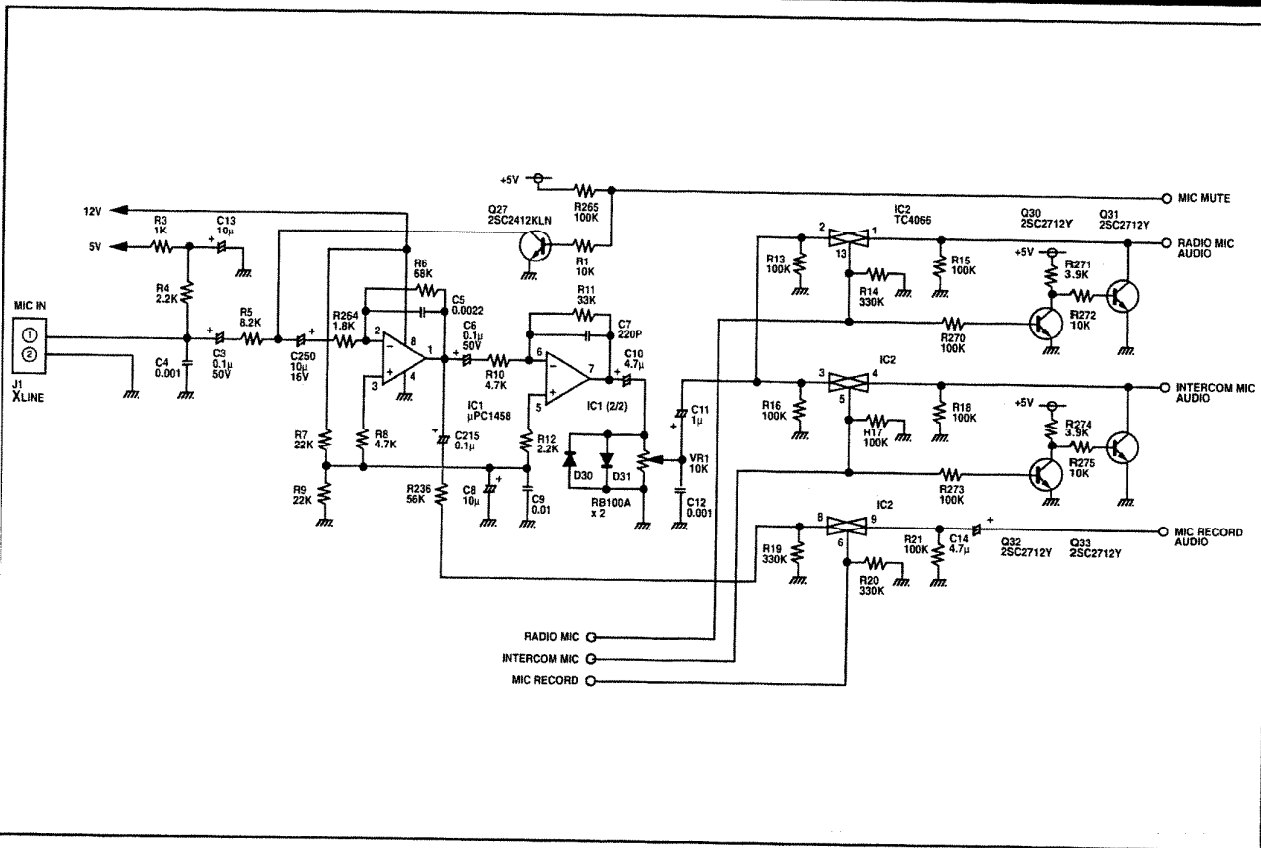 +5V
R265
100K
MIC MUTE
Q27
2SC2412KLN
R1
10K
12V
R3
1K
C13
10µ
+
5V
R4
2.2K
MIC IN
1
2
J1
XLINE
C4
0.001
+
C3
0.1µ
50V
R5
8.2K
+
C250
10µ
16V
R264
1.8K
R6
68K
C5
0.0022
2
−
8
1
+
3
4
IC1
µPC1458
+
C6
0.1µ
50V
R10
4.7K
R11
33K
C7
220P
6
−
7
+
5
IC1 (2/2)
+
C10
4.7µ
R7
22K
R8
4.7K
R9
22K
−
C215
0.1µ
R236
56K
+
C8
10µ
R12
2.2K
C9
0.01
D30
D31
RB100A
x 2
VR1
10K
C11
1µ
+
C12
0.001
IC2
TC4066
2
1
13
R13
100K
R14
330K
R15
100K
Q30
2SC2712Y
Q31
2SC2712Y
+5V
R271
3.9K
R272
10K
R270
100K
RADIO MIC
AUDIO
IC2
3
4
5
R16
100K
R17
100K
R18
100K
+5V
R274
3.9K
R275
10K
R273
100K
INTERCOM MIC
AUDIO
IC2
8
9
6
R19
330K
R20
330K
R21
100K
C14
4.7µ
+
Q32
2SC2712Y
Q33
2SC2712Y
MIC RECORD
AUDIO
RADIO MIC
INTERCOM MIC
MIC RECORD